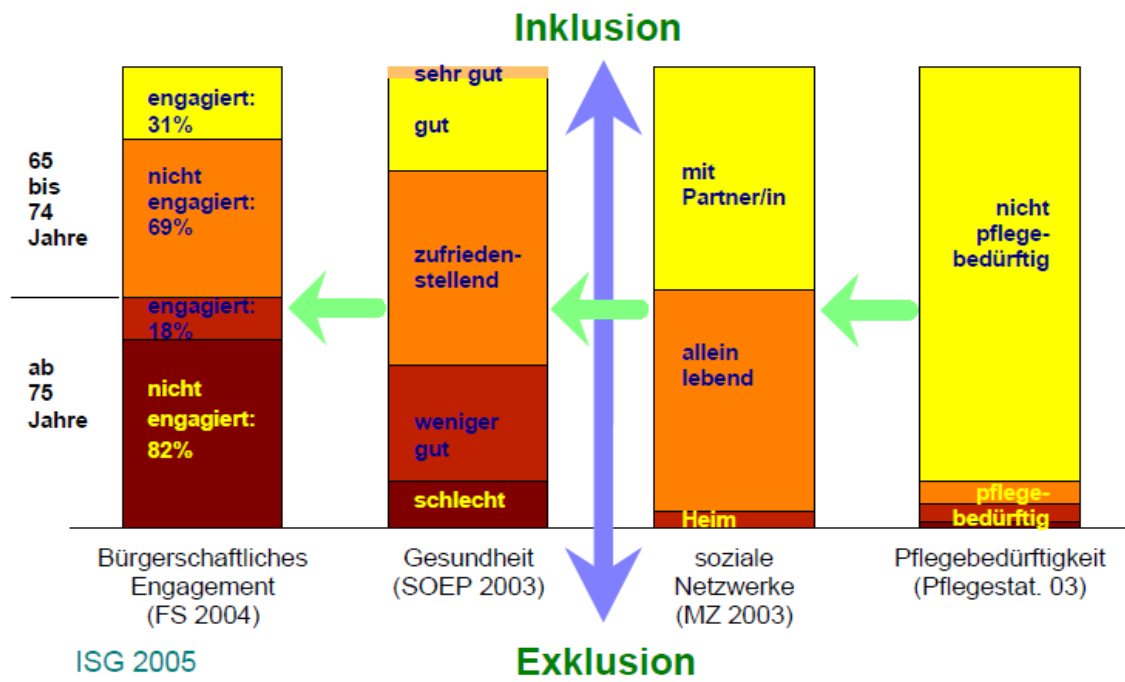 Inklusion
65
bis
74
Jahre
ab
75
Jahre
engagiert:
31%
nicht
engagiert:
69%
engagiert:
18%
nicht
engagiert:
82%
sehr gut
gut
zufrieden-
stellend
weniger
gut
schlecht
mit
Partner/in
allein
lebend
Heim
nicht
pflege-
bedürftig
pflege-
bedürftig
Bürgerschaftliches
Engagement
(FS 2004)
Gesundheit
(SOEP 2003)
soziale
Netzwerke
(MZ 2003)
Pflegebedürftigkeit
(Pflegestat. 03)
ISG 2005
Exklusion